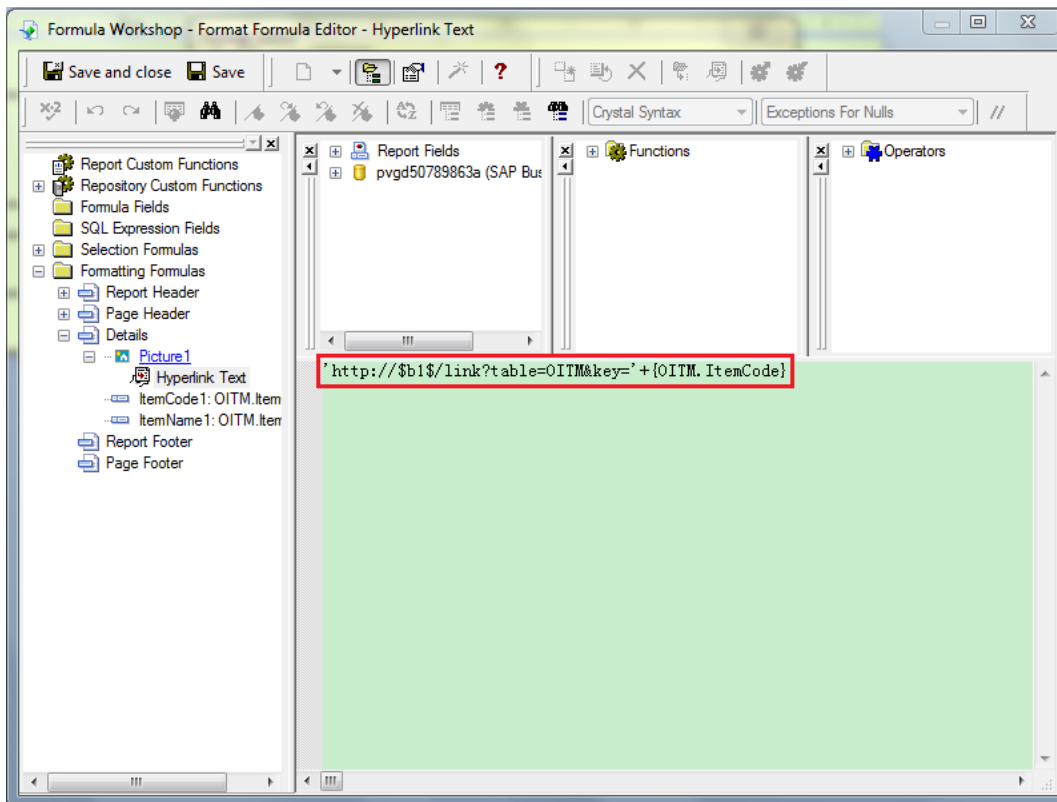 Formula Workshop - Format Formula Editor - Hyperlink Text
Save and close Save ?
X+2 A Z Crystal Syntax Exceptions For Nulls //
Report Custom Functions
Repository Custom Functions
Formula Fields
SQL Expression Fields
Selection Formulas
Formatting Formulas
Report Header
Page Header
Details
Picture1
Hyperlink Text
ItemCode1: OITM.Item
ItemName1: OITM.Item
Report Footer
Page Footer
Report Fields
pvgd50789863a (SAP Bus
Functions
Operators
'http://$b1$/link?table=OITM&key='+{OITM.ItemCode}